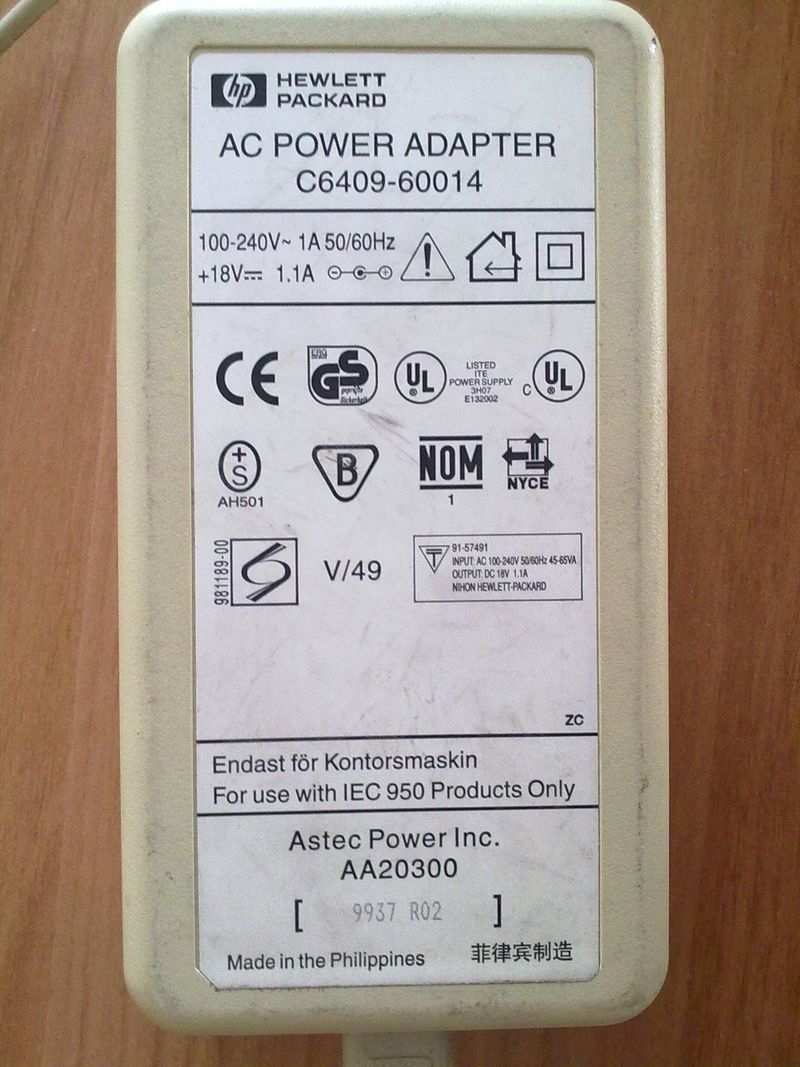 hp HEWLETT
PACKARD
AC POWER ADAPTER
C6409-60014
100-240V~ 1A 50/60Hz
+18V⎓ 1.1A
CE
GS
geprüfte
Sicherheit
UL
®
LISTED
ITE
POWER SUPPLY
3H07
E132002
C UL
®
+S
AH501
B
NOM
1
NYCE
981189-00
S
V/49
T
91-57491
INPUT: AC 100-240V 50/60Hz 45-65VA
OUTPUT: DC 18V 1.1A
NIHON HEWLETT-PACKARD
ZC
Endast för Kontorsmaskin
For use with IEC 950 Products Only
Astec Power Inc.
AA20300
[ 9937 R02 ]
Made in the Philippines
菲律宾制造